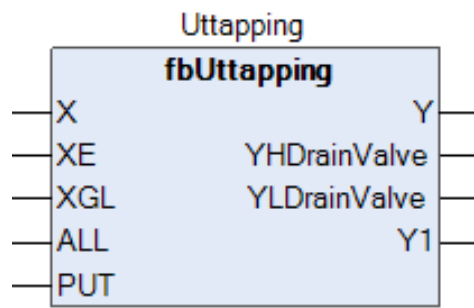 Uttapping
fbUttapping
X Y
XE YHDrainValve
XGL YLDrainValve
ALL Y1
PUT